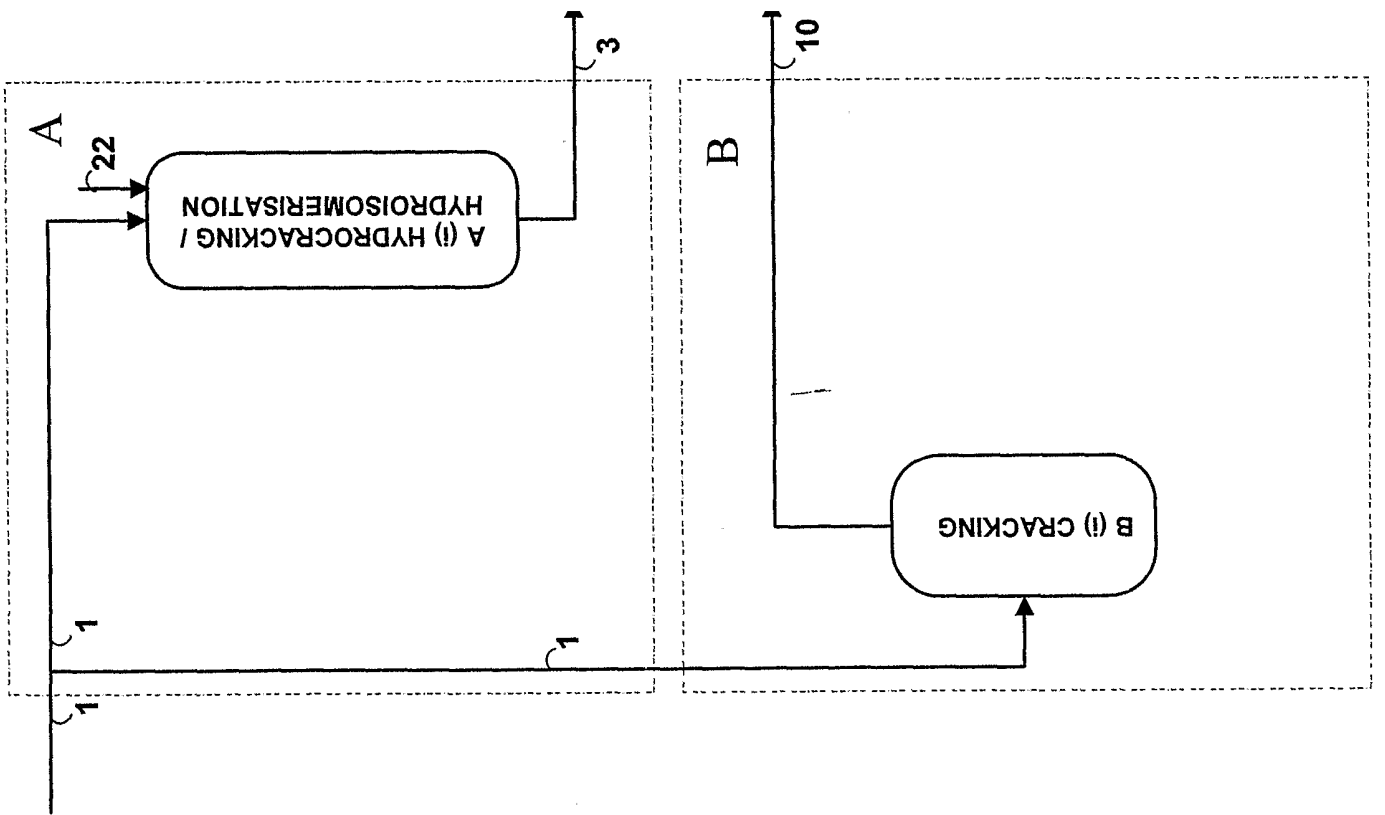 A
22
A (i) HYDROCRACKING /
HYDROISOMERISATION
3
1
1
1
B
10
B (i) CRACKING